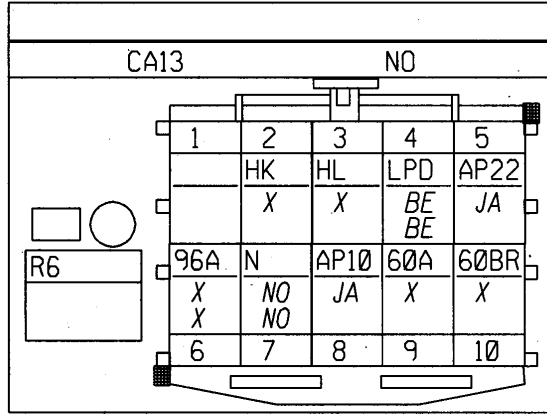 CA13 NO
1 2 3 4 5
HK HL LPD AP22
X X BE JA
BE
R6
96A N AP10 60A 60BR
X NO JA X X
X NO
6 7 8 9 10